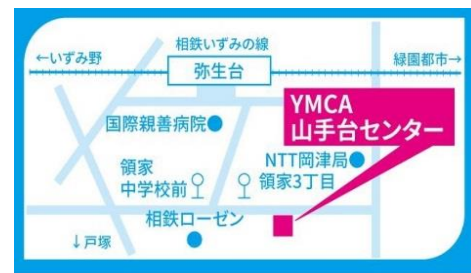 相鉄いずみの線
←いずみ野
弥生台
緑園都市→
YMCA
山手台センター
国際親善病院
NTT岡津局
領家
中学校前
領家3丁目
相鉄ローゼン
↓戸塚